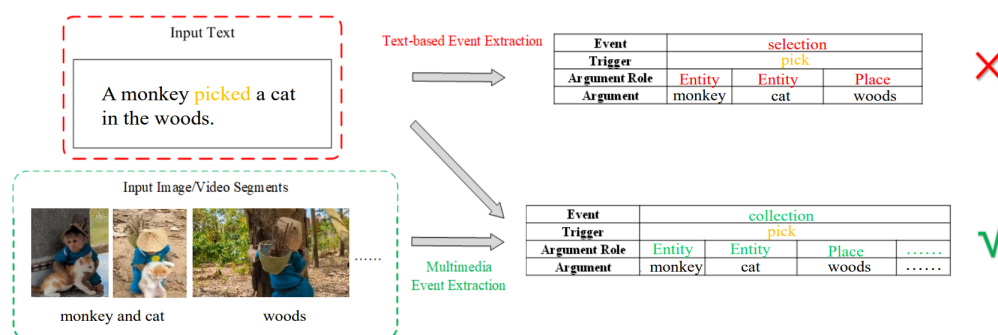 Input Text
A monkey picked a cat
in the woods.
Text-based Event Extraction
Event selection
Trigger pick
Argument Role Entity Entity Place
Argument monkey cat woods
Input Image/Video Segments
......
monkey and cat woods
Multimedia
Event Extraction
Event collection
Trigger pick
Argument Role Entity Entity Place ......
Argument monkey cat woods ......